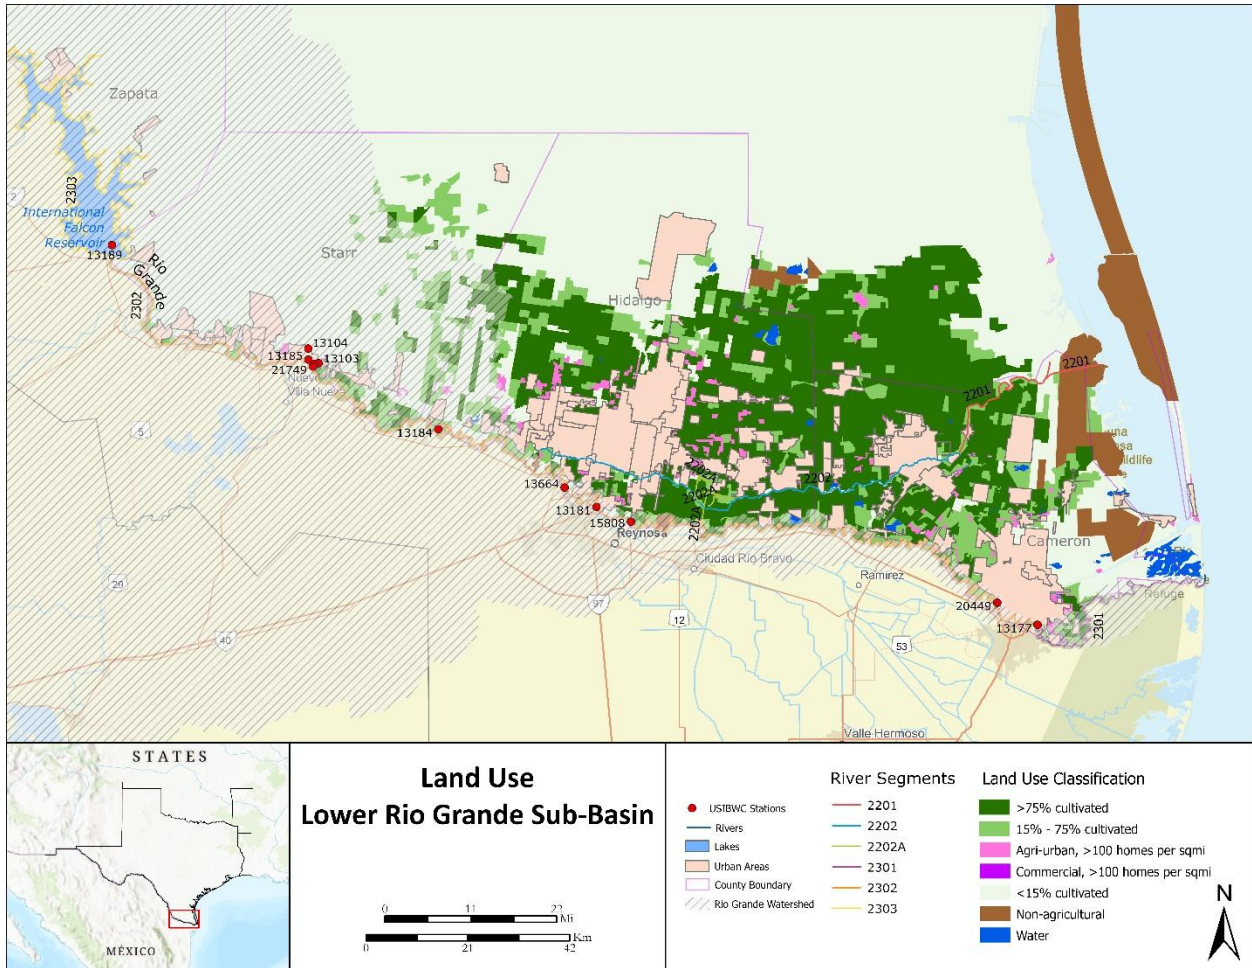 Zapata
2303
2
International
Falcon
Reservoir
13189
Rio
Grande
2302
Starr
Hidalgo
13104
13185
13103
21749
Villa Nueva
5
13184
2201
2201
2202A
2202A
2202
2202A
13664
13181
15808
Reynosa
Cameron
Ciudad Río Bravo
Ramirez
Refuge
29
97
12
20449
13177
2301
40
53
Valle Hermoso
STATES
MÉXICO
Land Use
Lower Rio Grande Sub-Basin
0 11 22
Mi
Km
0 21 42
USIBWC Stations
Rivers
Lakes
Urban Areas
County Boundary
Rio Grande Watershed
River Segments
2201
2202
2202A
2301
2302
2303
Land Use Classification
>75% cultivated
15% - 75% cultivated
Agri-urban, >100 homes per sqmi
Commercial, >100 homes per sqmi
<15% cultivated
Non-agricultural
Water
N